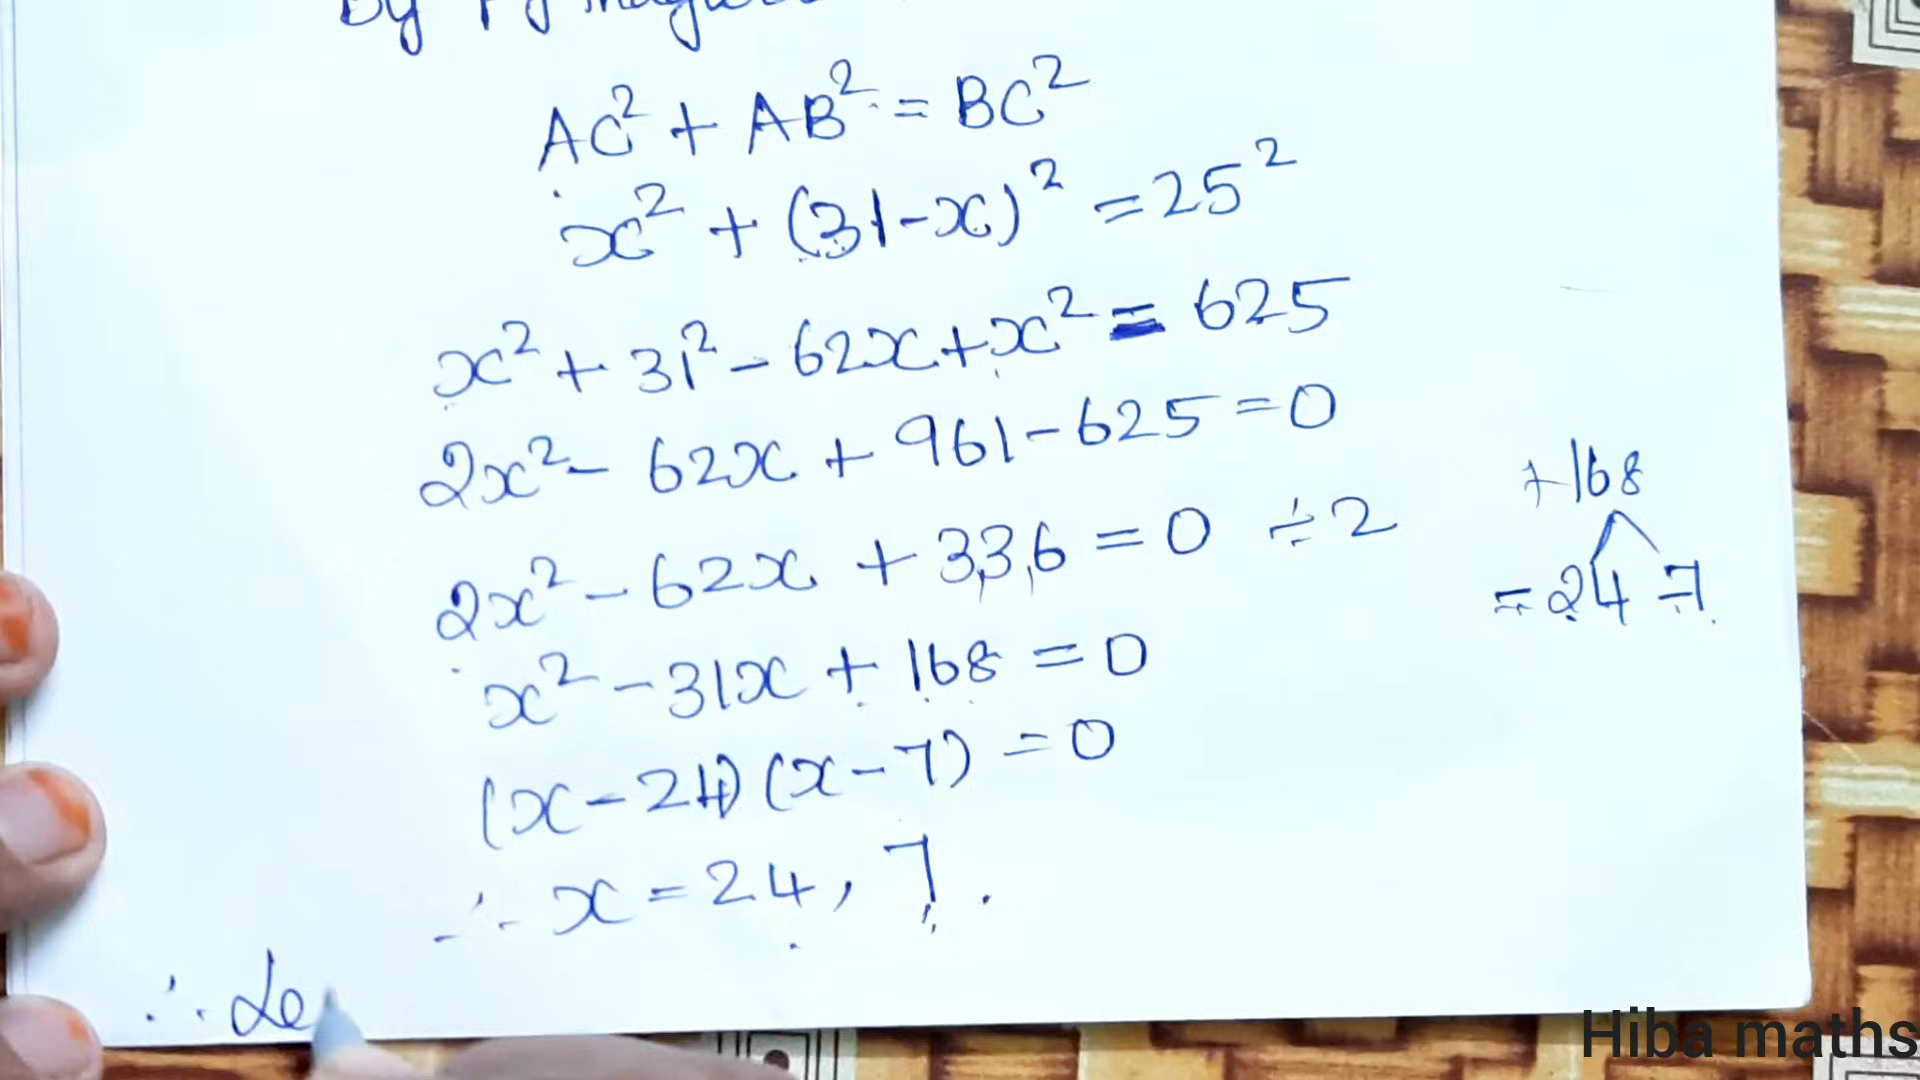 By
AC² + AB² = BC²
x² + (31-x)² = 25²
x² + 31² - 62x + x² = 625
2x² - 62x + 961 - 625 = 0
2x² - 62x + 336 = 0 ÷ 2
x² - 31x + 168 = 0
(x - 24) (x - 7) = 0
∴ x = 24, 7.
∴ Le
+168
-24 -7
Hiba maths